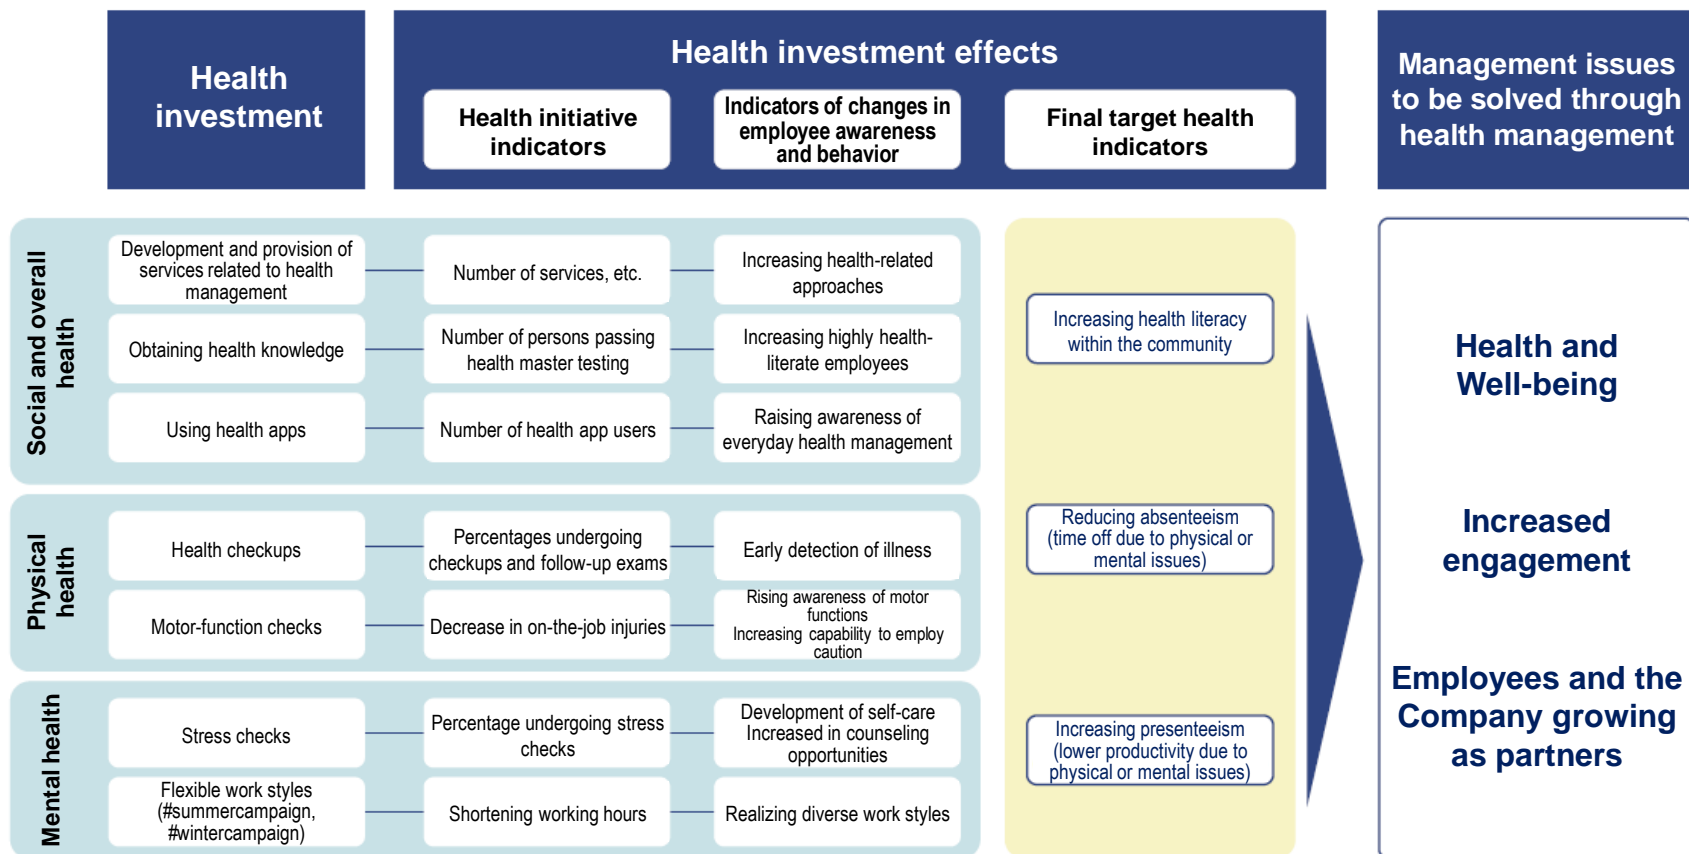 Health
investment
Health investment effects
Health initiative
indicators
Indicators of changes in
employee awareness
and behavior
Final target health
indicators
Management issues
to be solved through
health management
Social and overall
health
Development and provision of
services related to health
management
Number of services, etc.
Increasing health-related
approaches
Obtaining health knowledge
Number of persons passing
health master testing
Increasing highly health-
literate employees
Using health apps
Number of health app users
Raising awareness of
everyday health management
Physical
health
Health checkups
Percentages undergoing
checkups and follow-up exams
Early detection of illness
Motor-function checks
Decrease in on-the-job injuries
Rising awareness of motor
functions
Increasing capability to employ
caution
Mental health
Stress checks
Percentage undergoing stress
checks
Development of self-care
Increased in counseling
opportunities
Flexible work styles
(#summercampaign,
#wintercampaign)
Shortening working hours
Realizing diverse work styles
Increasing health literacy
within the community
Reducing absenteeism
(time off due to physical or
mental issues)
Increasing presenteeism
(lower productivity due to
physical or mental issues)
Health and
Well-being
Increased
engagement
Employees and the
Company growing
as partners